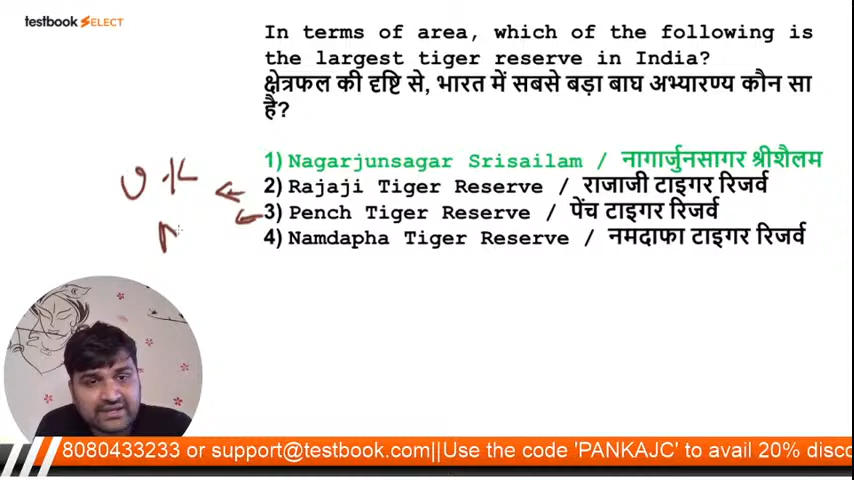 testbook SELECT
In terms of area, which of the following is
the largest tiger reserve in India?
क्षेत्रफल की दृष्टि से, भारत में सबसे बड़ा बाघ अभ्यारण्य कौन सा
है?
1) Nagarjunsagar Srisailam / नागार्जुनसागर श्रीशैलम
2) Rajaji Tiger Reserve / राजाजी टाइगर रिजर्व
3) Pench Tiger Reserve / पेंच टाइगर रिजर्व
4) Namdapha Tiger Reserve / नमदाफा टाइगर रिजर्व
UK
8080433233 or support@testbook.com||Use the code 'PANKAJC' to avail 20%